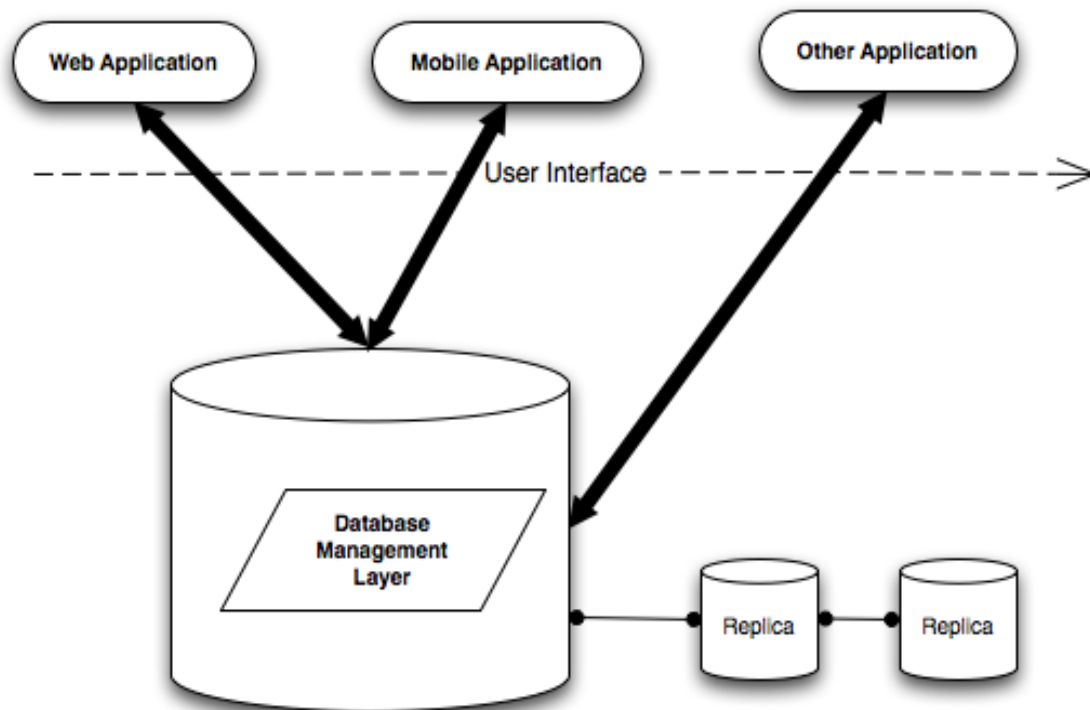 Web Application
Mobile Application
Other Application
User Interface
Database
Management
Layer
Replica
Replica